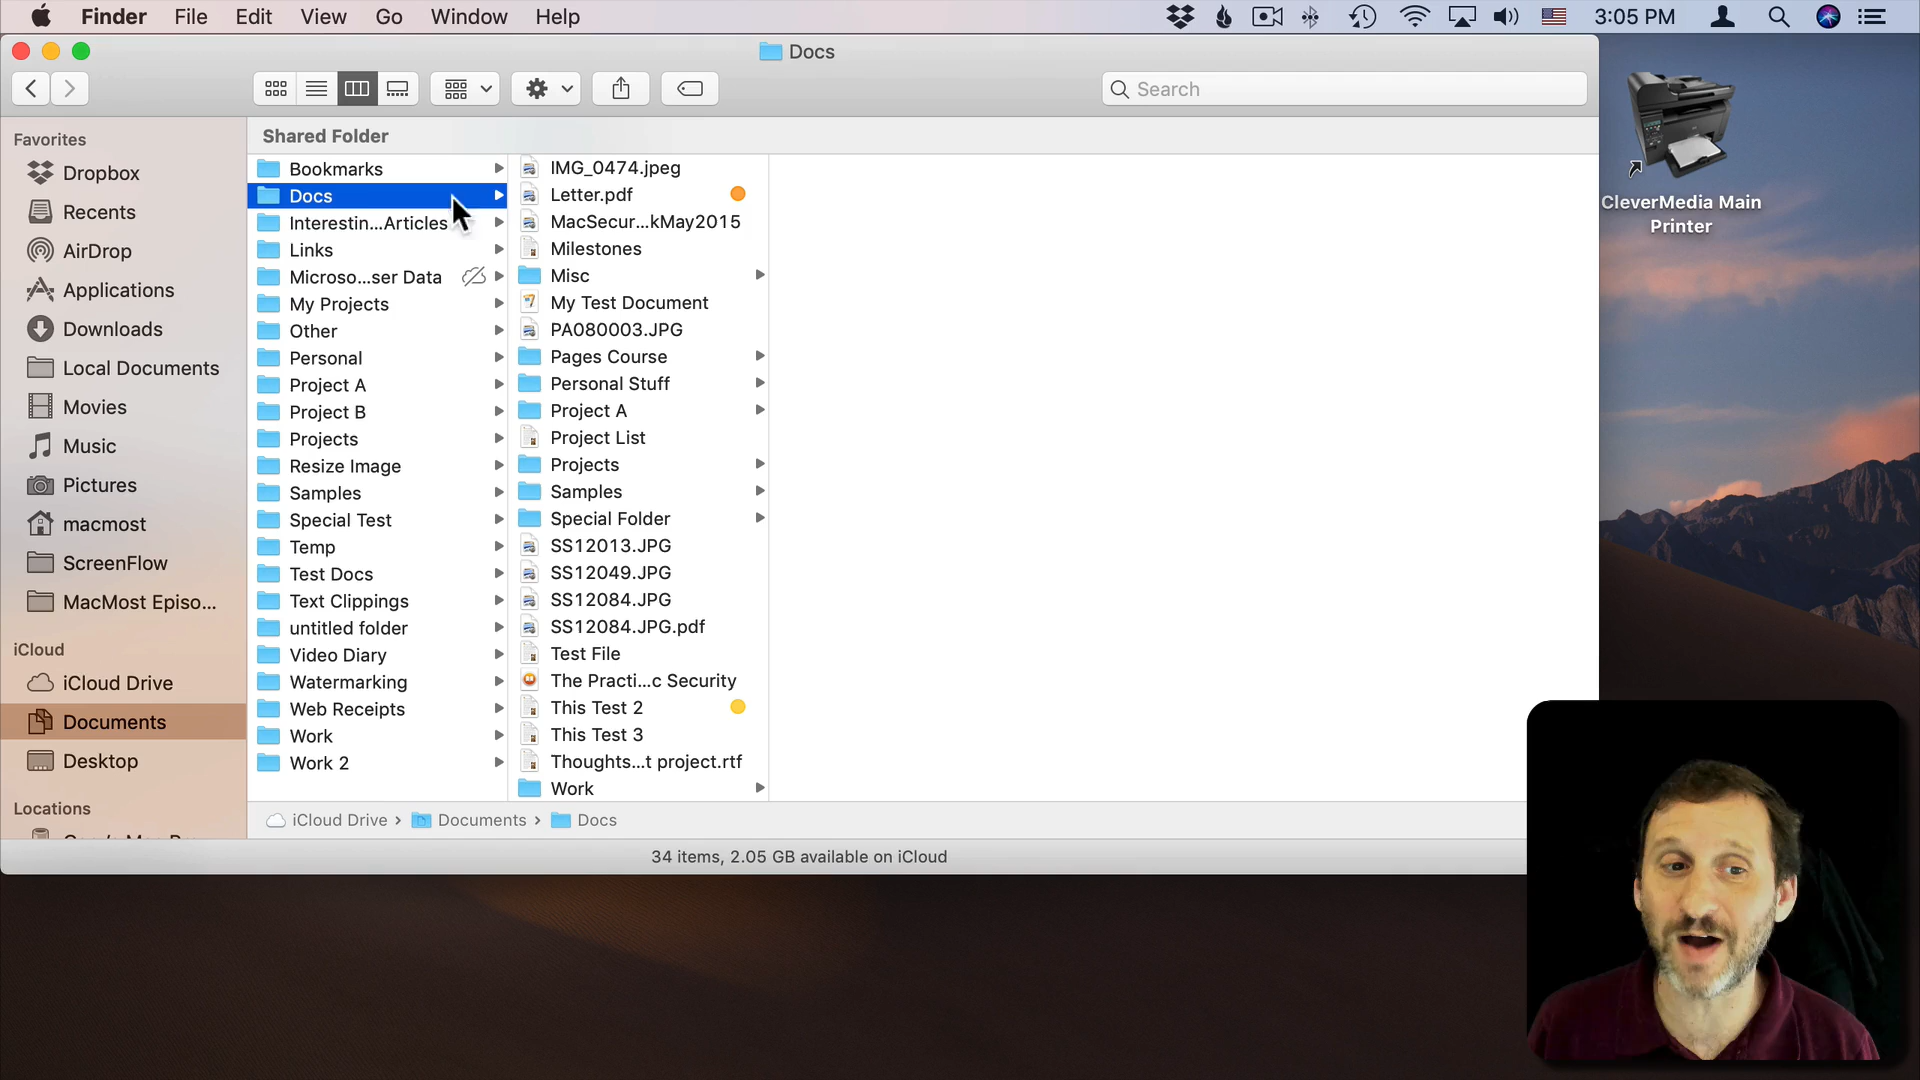 Finder File Edit View Go Window Help 3:05 PM
Docs
Search
Favorites
Dropbox
Recents
AirDrop
Applications
Downloads
Local Documents
Movies
Music
Pictures
macmost
ScreenFlow
MacMost Episo...
iCloud
iCloud Drive
Documents
Desktop
Locations
Shared Folder
Bookmarks
Docs
Interestin...Articles
Links
Microso...ser Data
My Projects
Other
Personal
Project A
Project B
Projects
Resize Image
Samples
Special Test
Temp
Test Docs
Text Clippings
untitled folder
Video Diary
Watermarking
Web Receipts
Work
Work 2
IMG_0474.jpeg
Letter.pdf
MacSecur...kMay2015
Milestones
Misc
My Test Document
PA080003.JPG
Pages Course
Personal Stuff
Project A
Project List
Projects
Samples
Special Folder
SS12013.JPG
SS12049.JPG
SS12084.JPG
SS12084.JPG.pdf
Test File
The Practi...c Security
This Test 2
This Test 3
Thoughts...t project.rtf
Work
iCloud Drive › Documents › Docs
34 items, 2.05 GB available on iCloud
CleverMedia Main
Printer